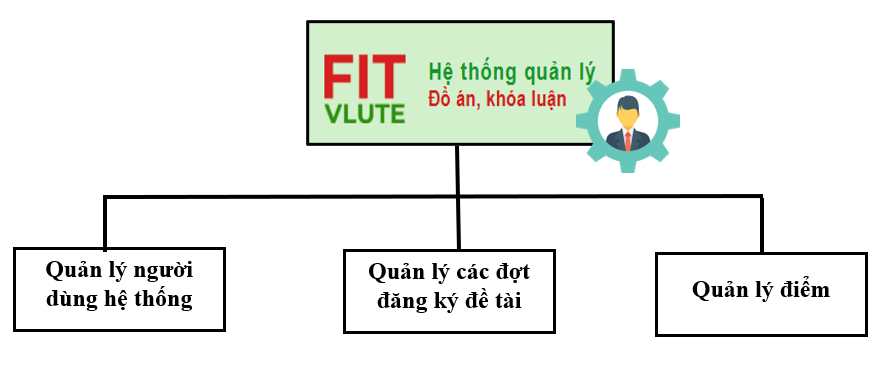 FIT
VLUTE
Hệ thống quản lý
Đồ án, khóa luận
Quản lý người
dùng hệ thống
Quản lý các đợt
đăng ký đề tài
Quản lý điểm